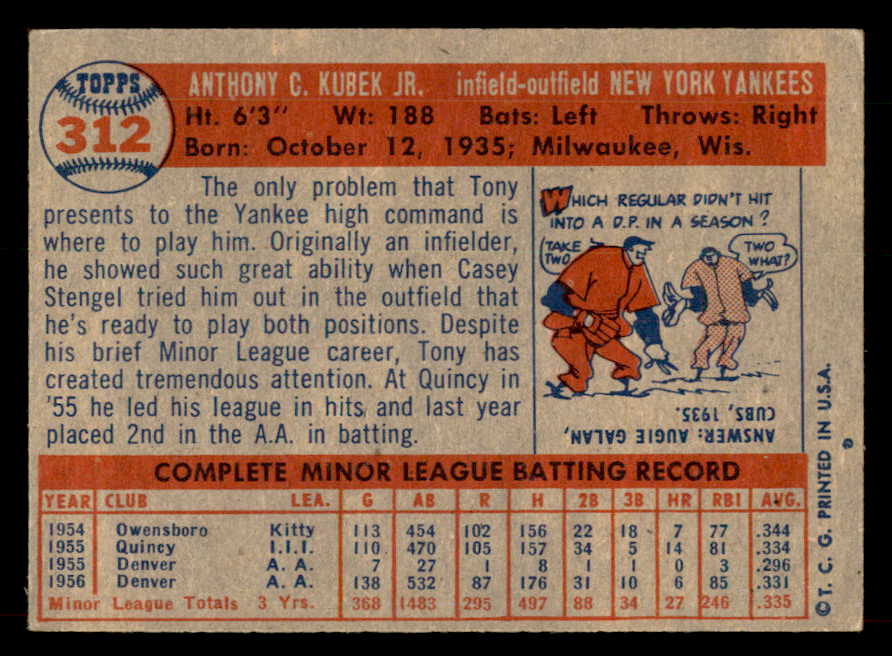 TOPPS
312
ANTHONY C. KUBEK JR. infield-outfield NEW YORK YANKEES
Ht. 6'3" Wt: 188 Bats: Left Throws: Right
Born: October 12, 1935; Milwaukee, Wis.
The only problem that Tony
presents to the Yankee high command is
where to play him. Originally an infielder,
he showed such great ability when Casey
Stengel tried him out in the outfield that
he's ready to play both positions. Despite
his brief Minor League career, Tony has
created tremendous attention. At Quincy in
'55 he led his league in hits and last year
placed 2nd in the A.A. in batting.
WHICH REGULAR DIDN'T HIT
INTO A D.P. IN A SEASON?
TAKE
TWO
TWO
WHAT?
ANSWER: AUGIE GALAN,
CUBS, 1935.
COMPLETE MINOR LEAGUE BATTING RECORD
YEAR CLUB LEA. G AB R H 2B 3B HR RBI AVG.
1954 Owensboro Kitty 113 454 102 156 22 18 7 77 .344
1955 Quincy I.I.I. 110 470 105 157 34 5 14 81 .334
1955 Denver A. A. 7 27 1 8 1 1 0 3 .296
1956 Denver A. A. 138 532 87 176 31 10 6 85 .331
Minor League Totals 3 Yrs. 368 1483 295 497 88 34 27 246 .335
© T. C. G. PRINTED IN U.S.A.